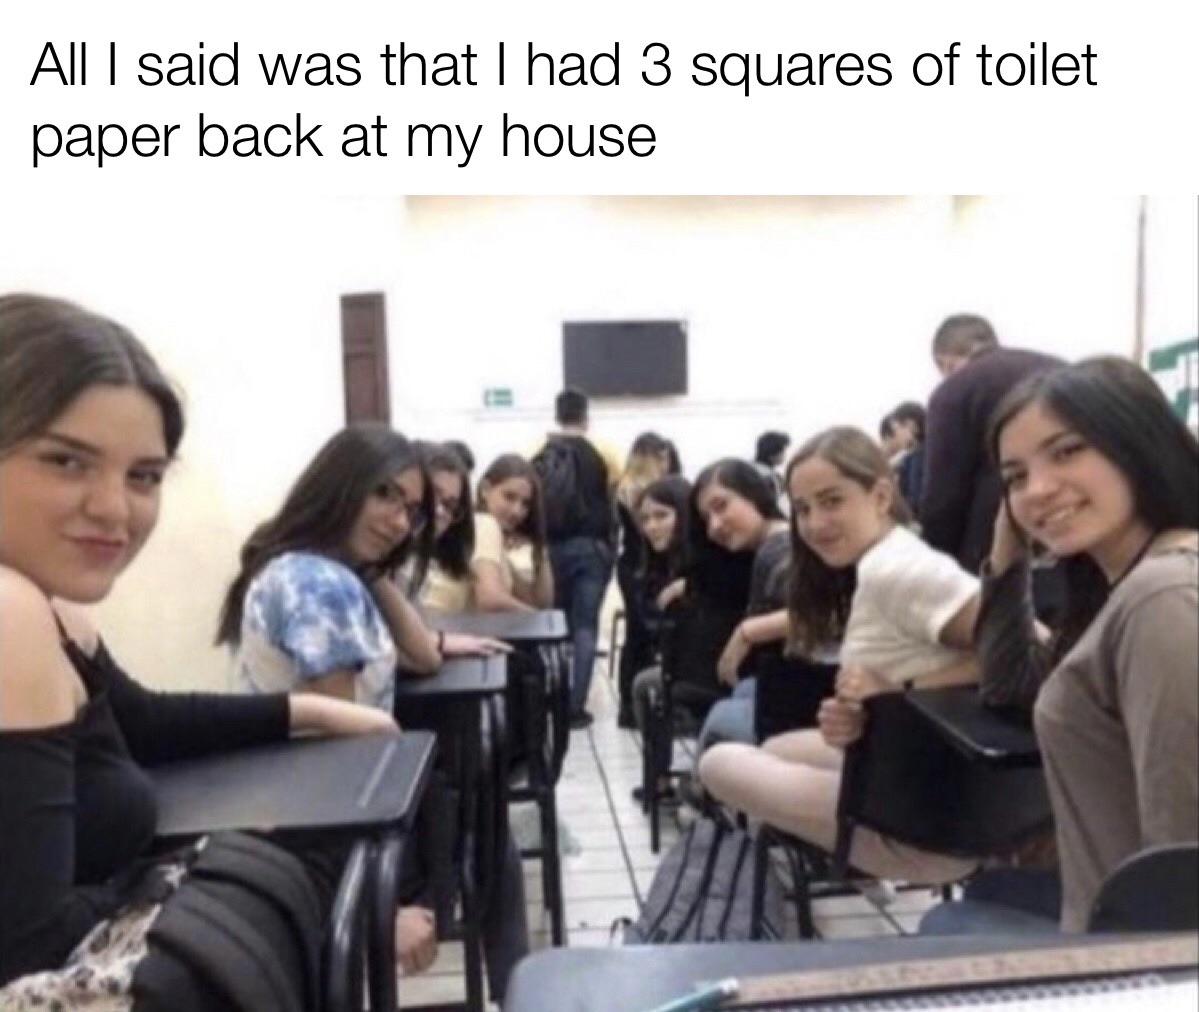 All I said was that I had 3 squares of toilet
paper back at my house